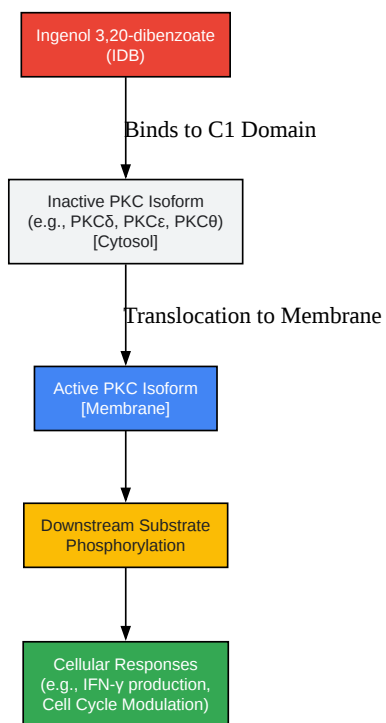 Ingenol 3,20-dibenzoate
(IDB)
Binds to C1 Domain
Inactive PKC Isoform
(e.g., PKCδ, PKCε, PKCθ)
[Cytosol]
Translocation to Membrane
Active PKC Isoform
[Membrane]
Downstream Substrate
Phosphorylation
Cellular Responses
(e.g., IFN-γ production,
Cell Cycle Modulation)